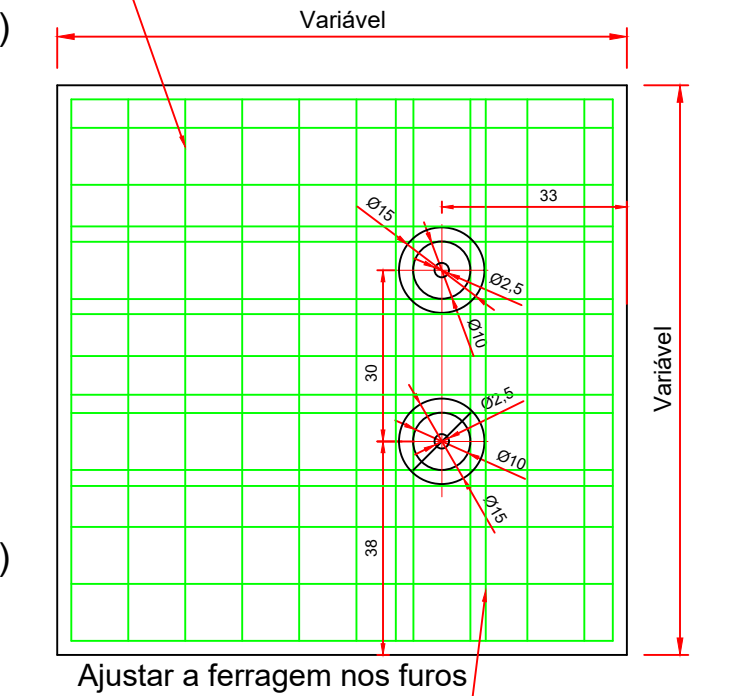 )
Variável
33
Ø15
Ø2,5
Ø10
30
Variável
Ø2,5
Ø10
Ø15
38
)
Ajustar a ferragem nos furos